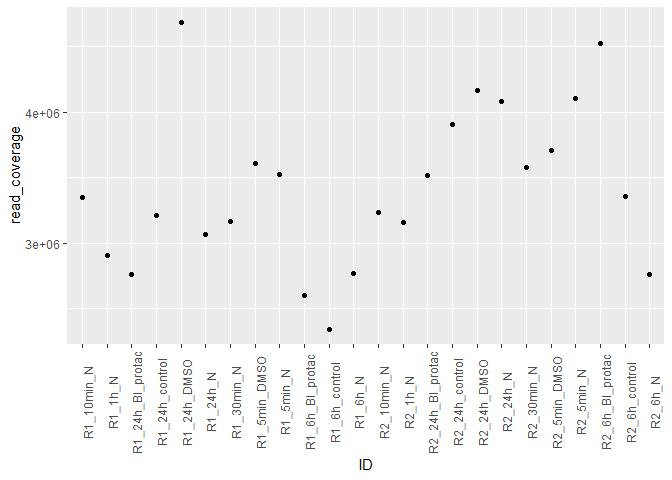 read_coverage
4e+06
3e+06
R1_10min_N
R1_1h_N
R1_24h_BI_protac
R1_24h_control
R1_24h_DMSO
R1_24h_N
R1_30min_N
R1_5min_DMSO
R1_5min_N
R1_6h_BI_protac
R1_6h_control
R1_6h_N
R2_10min_N
R2_1h_N
R2_24h_BI_protac
R2_24h_control
R2_24h_DMSO
R2_24h_N
R2_30min_N
R2_5min_DMSO
R2_5min_N
R2_6h_BI_protac
R2_6h_control
R2_6h_N
ID